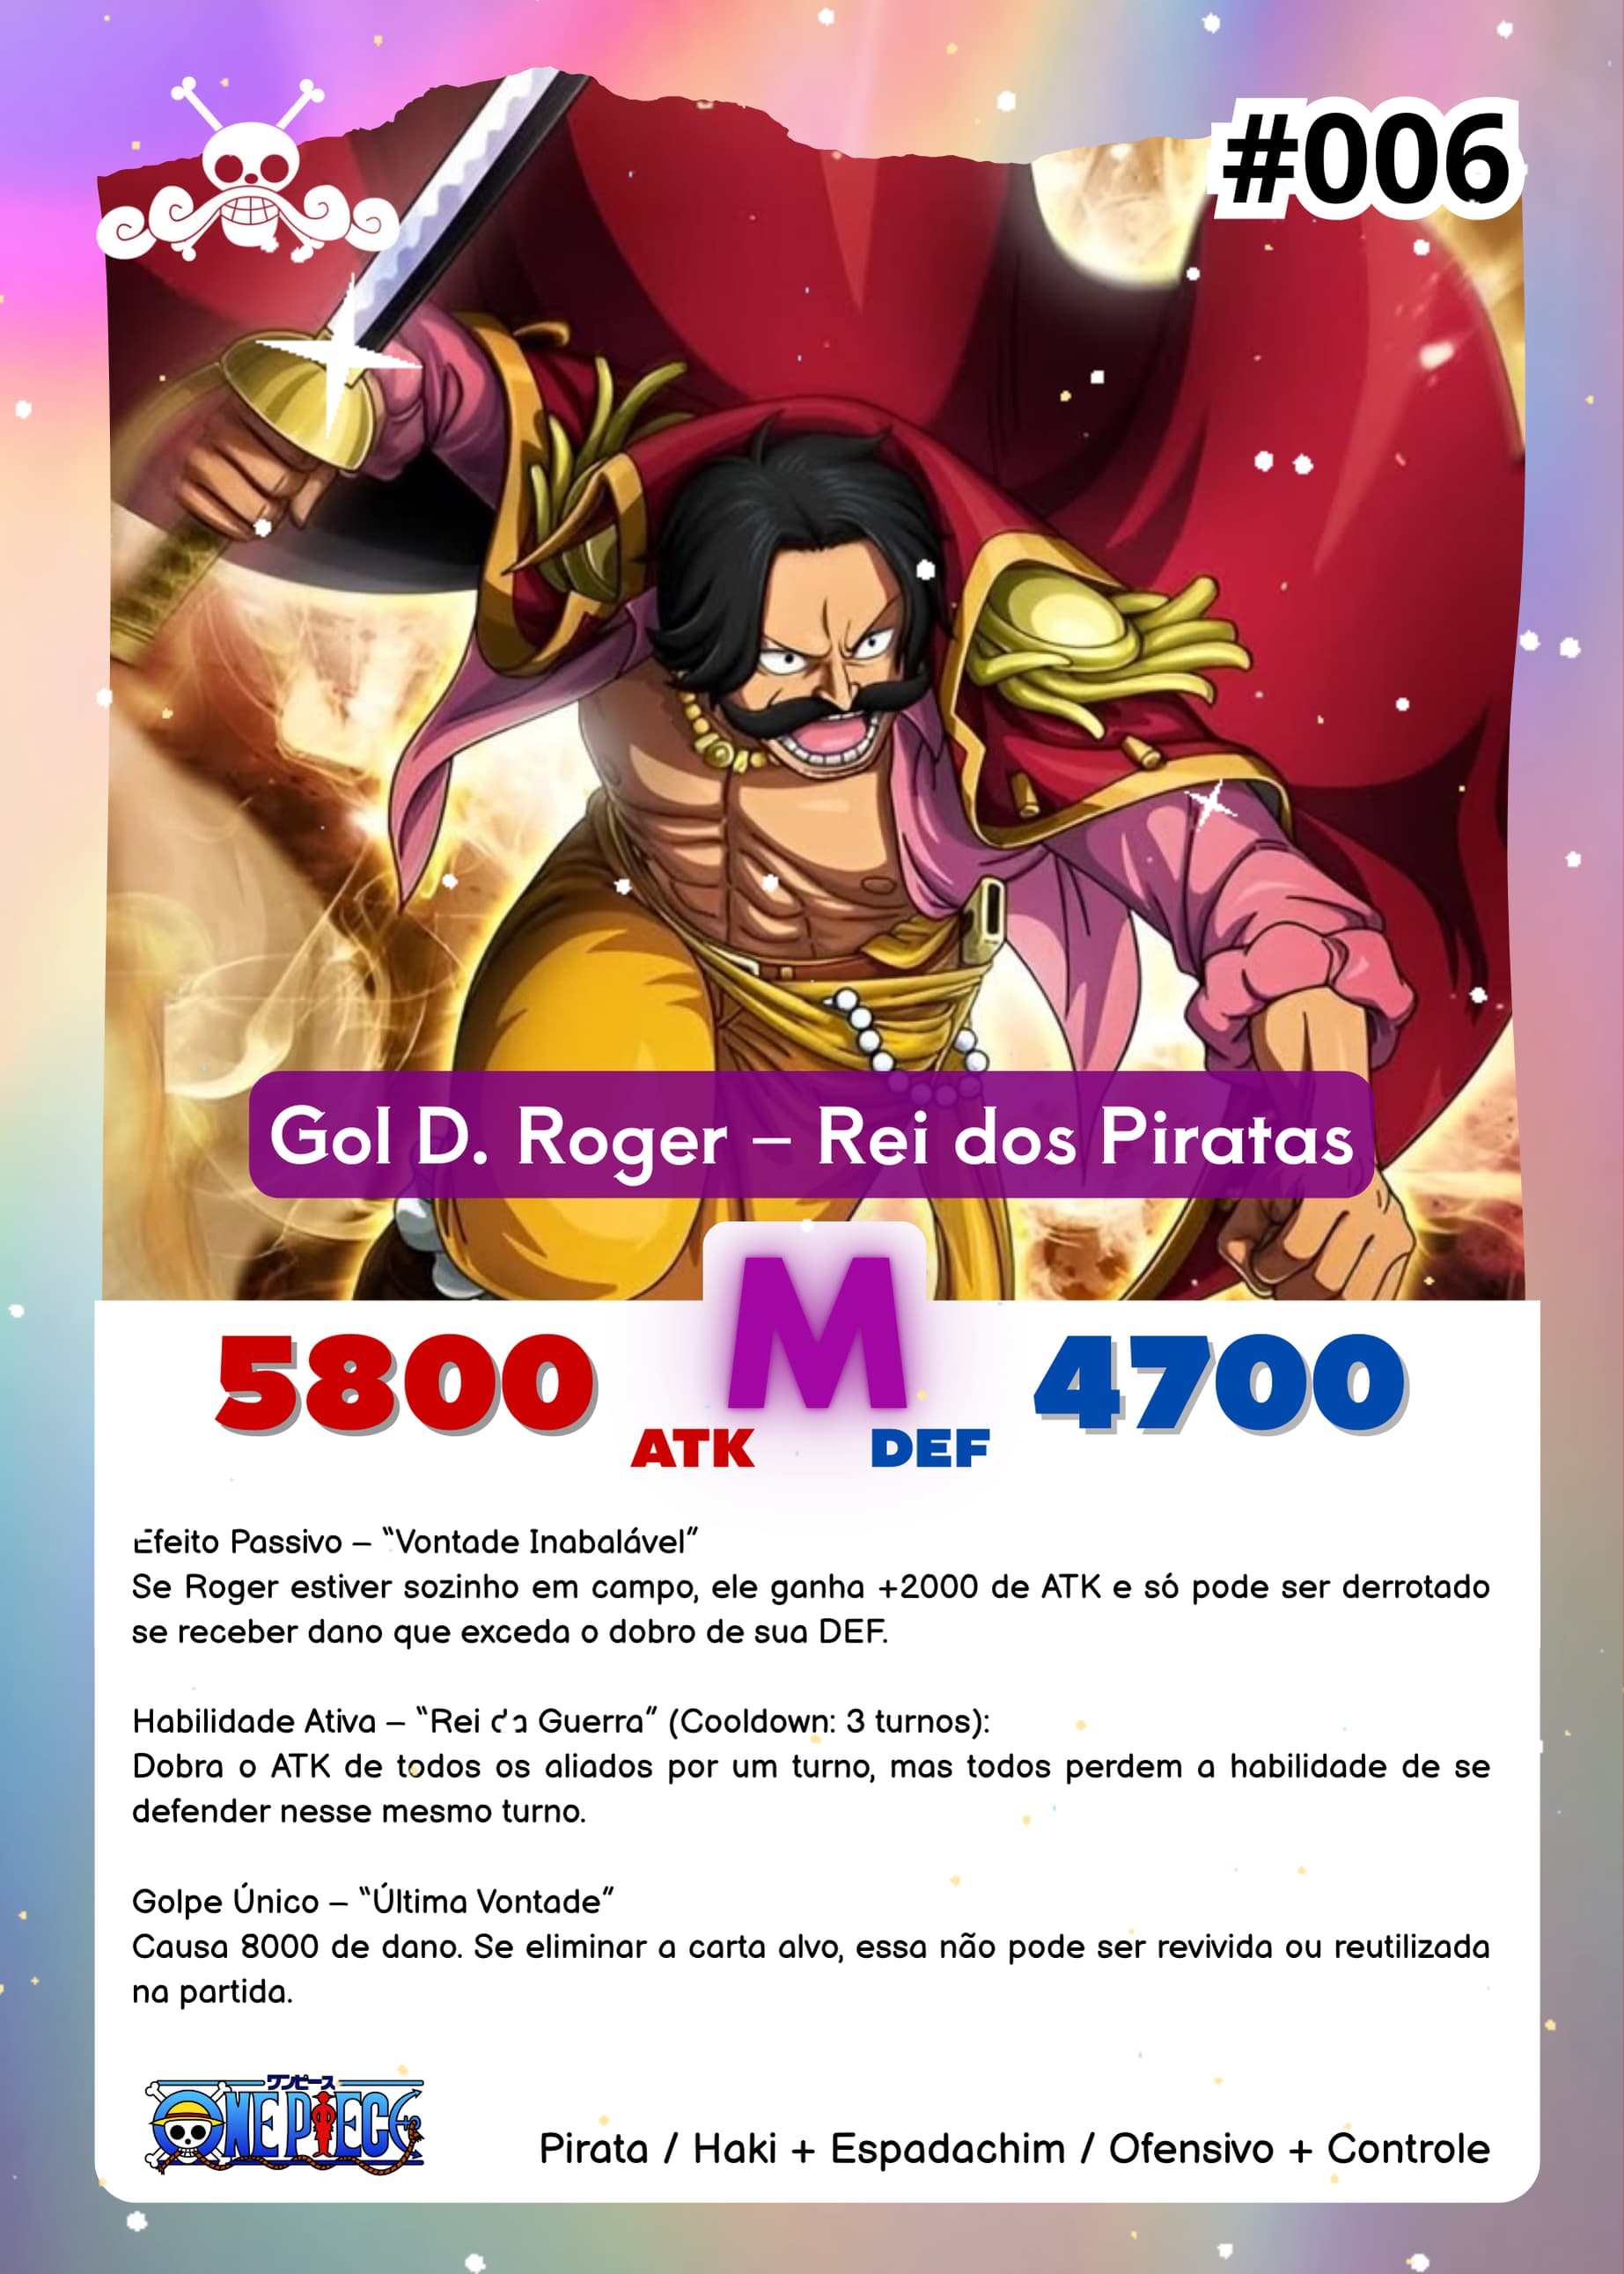 #006
Gol D. Roger – Rei dos Piratas
M
5800
4700
ATK
DEF
Efeito Passivo – “Vontade Inabalável”
Se Roger estiver sozinho em campo, ele ganha +2000 de ATK e só pode ser derrotado
se receber dano que exceda o dobro de sua DEF.
Habilidade Ativa – “Rei da Guerra” (Cooldown: 3 turnos):
Dobra o ATK de todos os aliados por um turno, mas todos perdem a habilidade de se
defender nesse mesmo turno.
Golpe Único – “Última Vontade”
Causa 8000 de dano. Se eliminar a carta alvo, essa não pode ser revivida ou reutilizada
na partida.
ワンピース
ONE PIECE
Pirata / Haki + Espadachim / Ofensivo + Controle